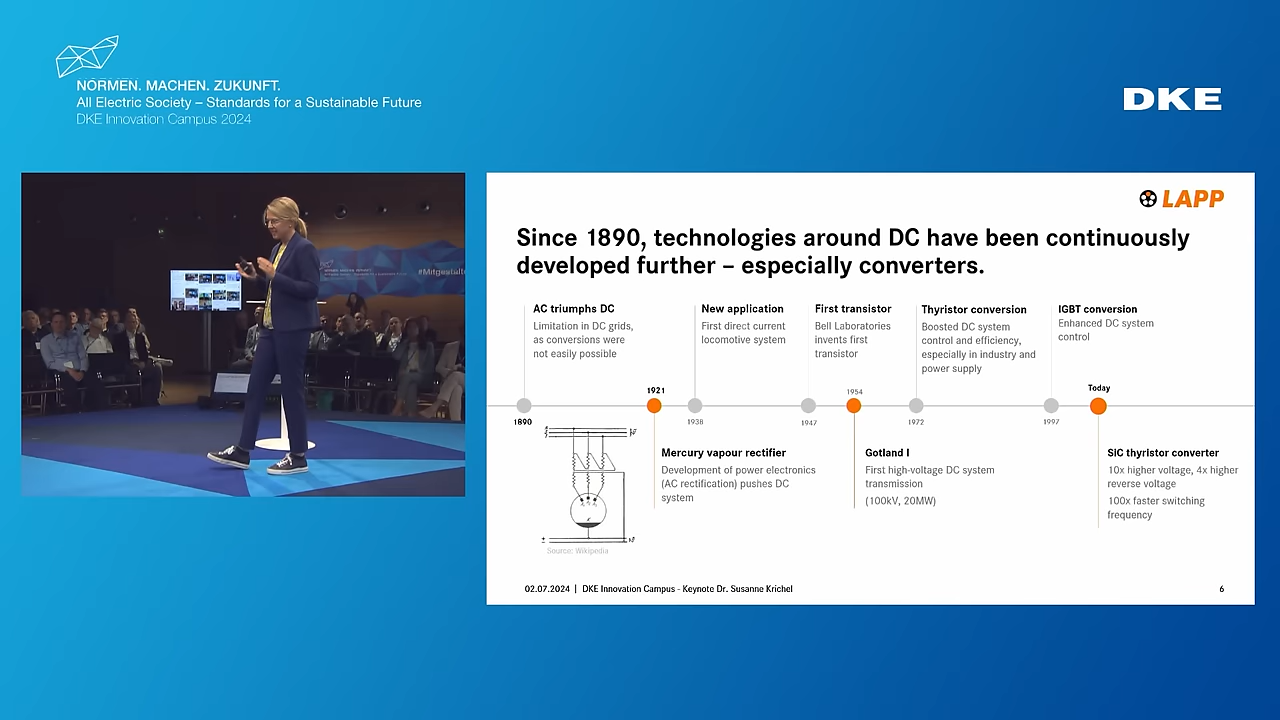 NORMEN. MACHEN. ZUKUNFT.
All Electric Society – Standards for a Sustainable Future
DKE Innovation Campus 2024
DKE
#Mitgestalt
LAPP
Since 1890, technologies around DC have been continuously
developed further – especially converters.
AC triumphs DC
Limitation in DC grids,
as conversions were
not easily possible
New application
First direct current
locomotive system
First transistor
Bell Laboratories
invents first
transistor
Thyristor conversion
Boosted DC system
control and efficiency,
especially in industry and
power supply
IGBT conversion
Enhanced DC system
control
1890
1921
1938
1947
1954
1972
1997
Today
Mercury vapour rectifier
Development of power electronics
(AC rectification) pushes DC
system
Gotland I
First high-voltage DC system
transmission
(100kV, 20MW)
SiC thyristor converter
10x higher voltage, 4x higher
reverse voltage
100x faster switching
frequency
Source: Wikipedia
02.07.2024 | DKE Innovation Campus - Keynote Dr. Susanne Krichel
6